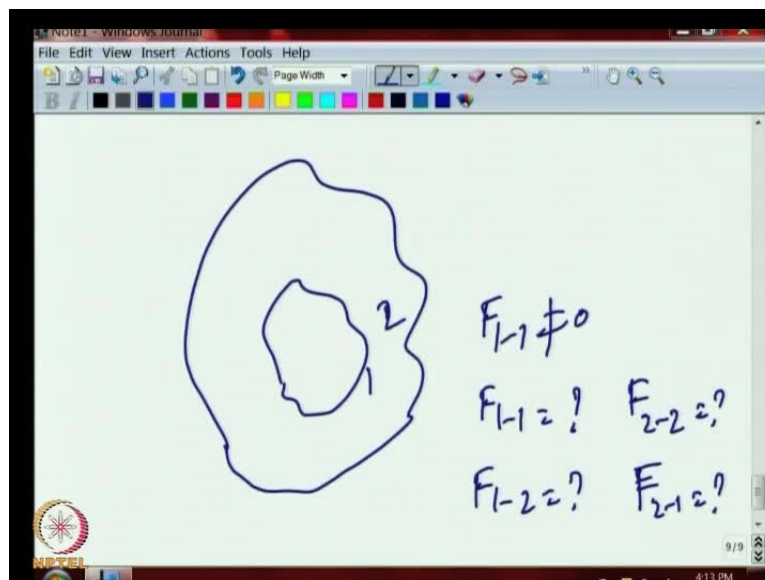 Note1 - Windows Journal
File Edit View Insert Actions Tools Help
Page Width
B I
2
1
F1-1 ≠ 0
F1-1 = ? F2-2 = ?
F1-2 = ? F2-1 = ?
9/9
NPTEL
4:13 PM